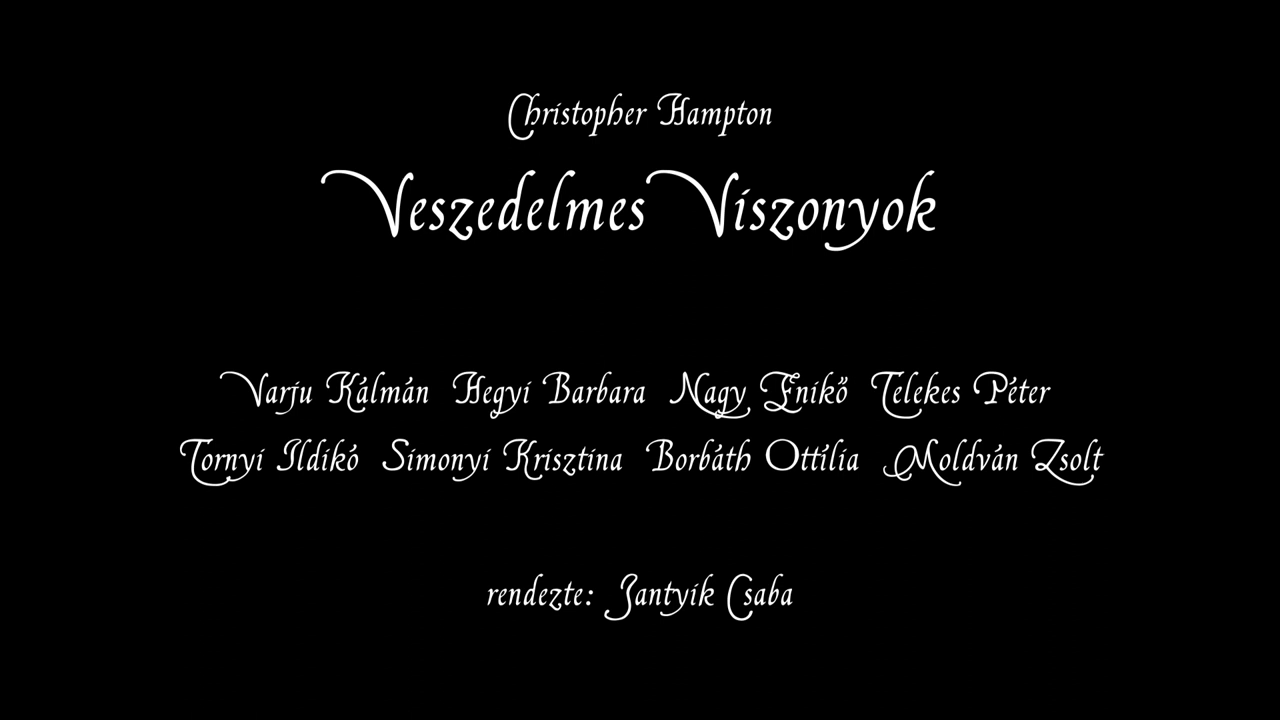 Christopher Hampton
Veszedelmes Viszonyok
Varju Kálmán Hegyi Barbara Nagy Enikő Telekes Péter
Tornyi Ildikó Simonyi Krisztina Borbáth Ottília Moldván Zsolt
rendezte: Jantyik Csaba